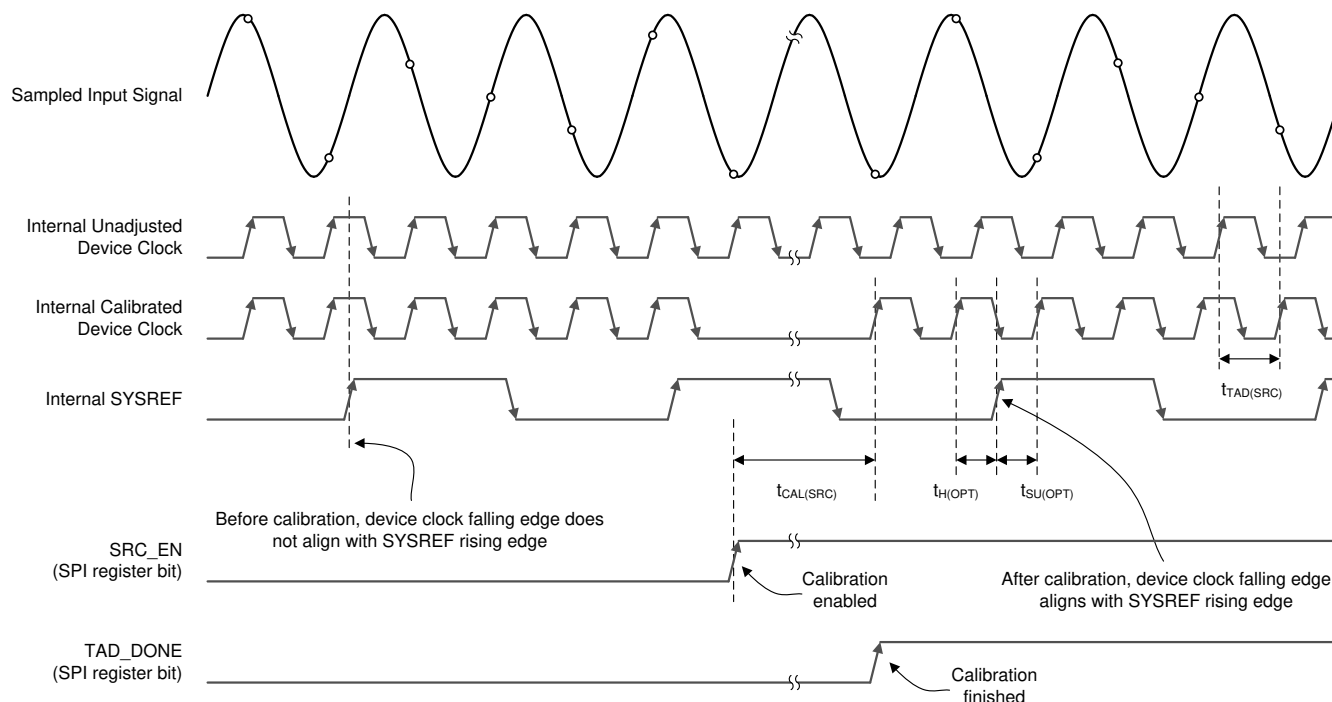 Sampled Input Signal
Internal Unadjusted
Device Clock
Internal Calibrated
Device Clock
Internal SYSREF
tTAD(SRC)
tCAL(SRC)
tH(OPT)
tSU(OPT)
Before calibration, device clock falling edge does
not align with SYSREF rising edge
SRC_EN
(SPI register bit)
Calibration
enabled
After calibration, device clock falling edge
aligns with SYSREF rising edge
TAD_DONE
(SPI register bit)
Calibration
finished